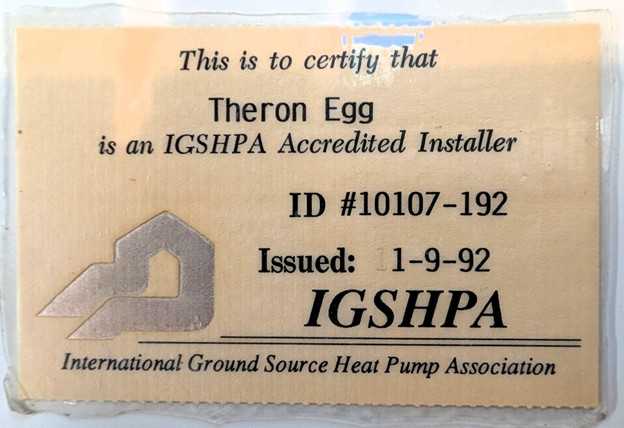 This is to certify that
Theron Egg
is an IGSHPA Accredited Installer
ID #10107-192
Issued: 1-9-92
IGSHPA
International Ground Source Heat Pump Association